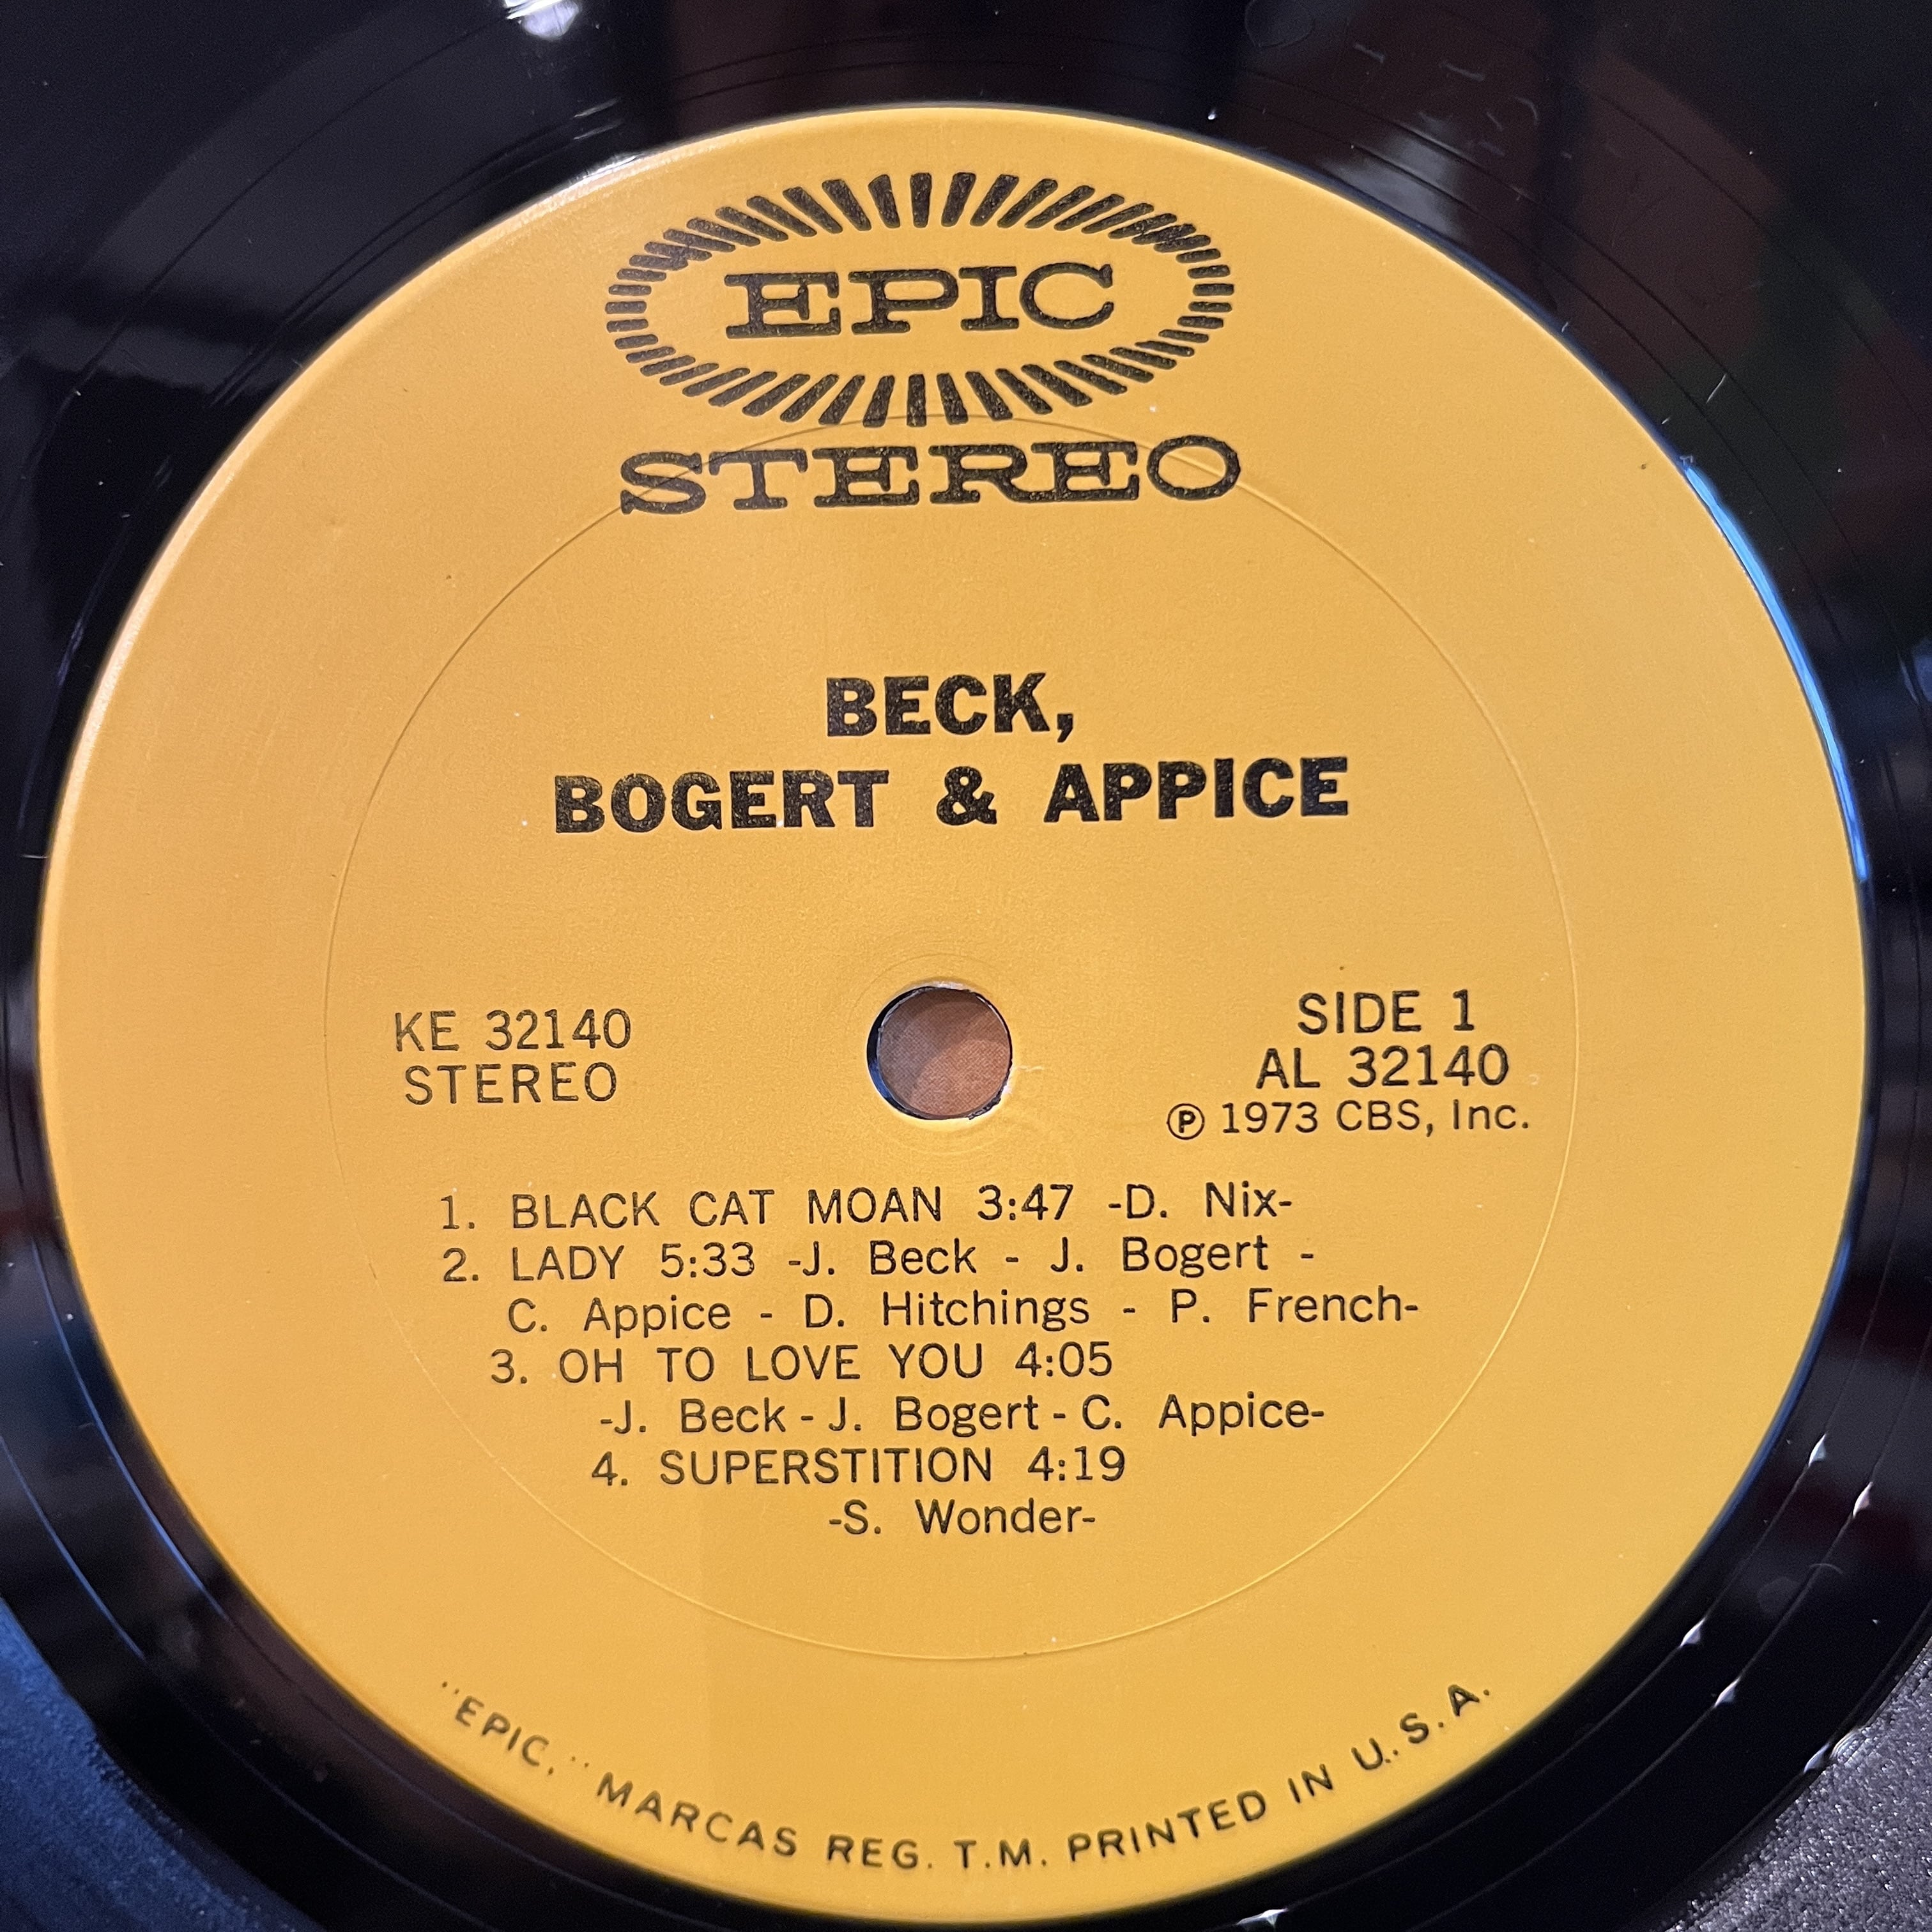 EPIC
STEREO
BECK,
BOGERT & APPICE
KE 32140
STEREO
SIDE 1
AL 32140
Ⓟ 1973 CBS, Inc.
1. BLACK CAT MOAN 3:47 -D. Nix-
2. LADY 5:33 -J. Beck - J. Bogert -
C. Appice - D. Hitchings - P. French-
3. OH TO LOVE YOU 4:05
-J. Beck - J. Bogert - C. Appice-
4. SUPERSTITION 4:19
-S. Wonder-
"EPIC," MARCAS REG. T.M. PRINTED IN U.S.A.